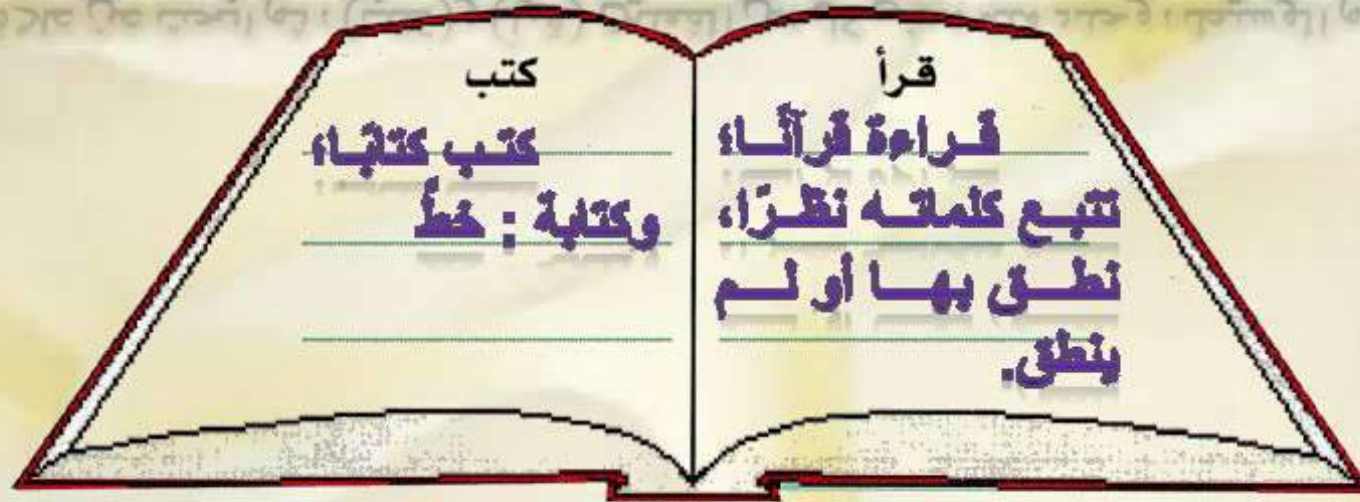 قرأ
قراءة قرآنًا؛
تتبع كلماته نظرًا،
نطق بها أو لم
ينطق.
كتب
كتب كتابًا؛
وكتابة : خطّ